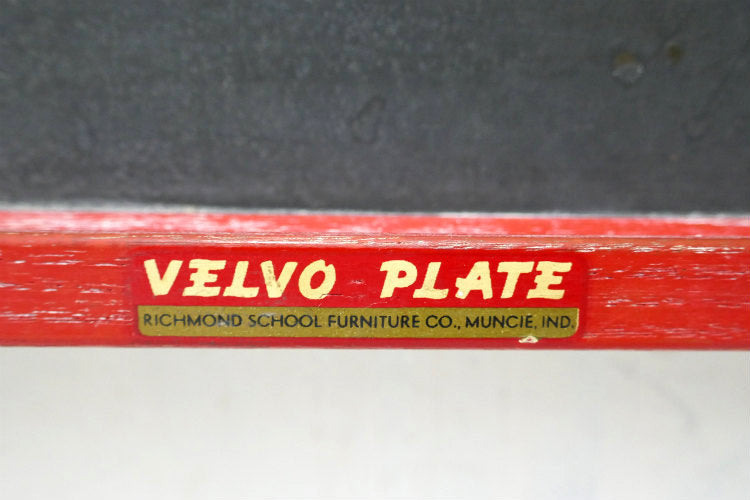 VELVO PLATE
RICHMOND SCHOOL FURNITURE CO., MUNCIE, IND.